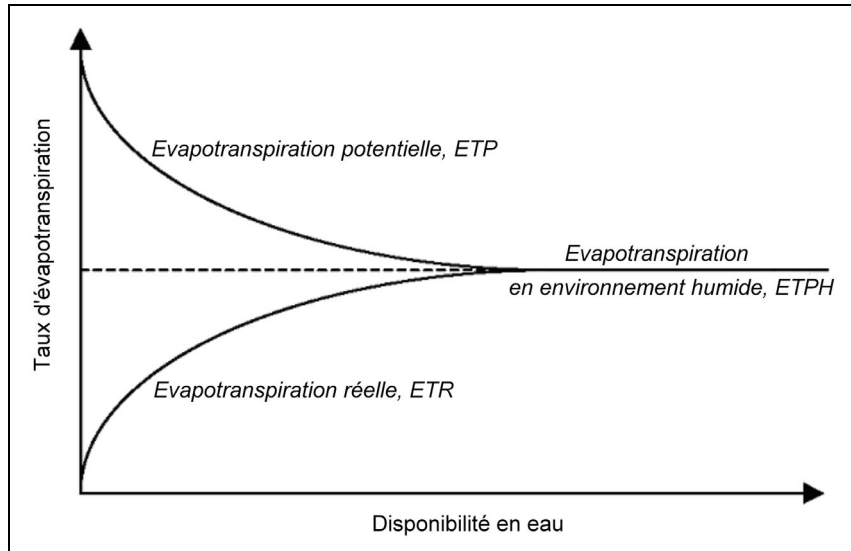 Evapotranspiration potentielle, ETP
Evapotranspiration
en environnement humide, ETPH
Evapotranspiration réelle, ETR
Taux d'évapotranspiration
Disponibilité en eau